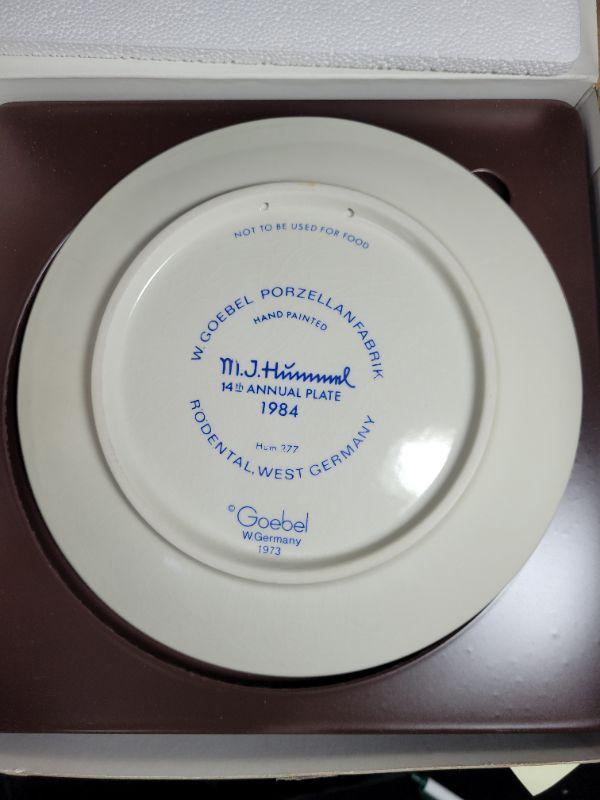 NOT TO BE USED FOR FOOD
W. GOEBEL PORZELLANFABRIK
HAND PAINTED
M.J. Hummel
14th ANNUAL PLATE
1984
Hum 277
RÖDENTAL, WEST GERMANY
© Goebel
W.Germany
1973